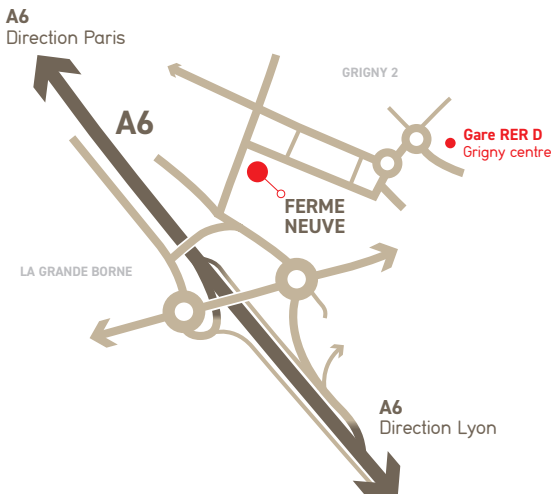 A6
Direction Paris
GRIGNY 2
A6
Gare RER D
Grigny centre
FERME
NEUVE
LA GRANDE BORNE
A6
Direction Lyon